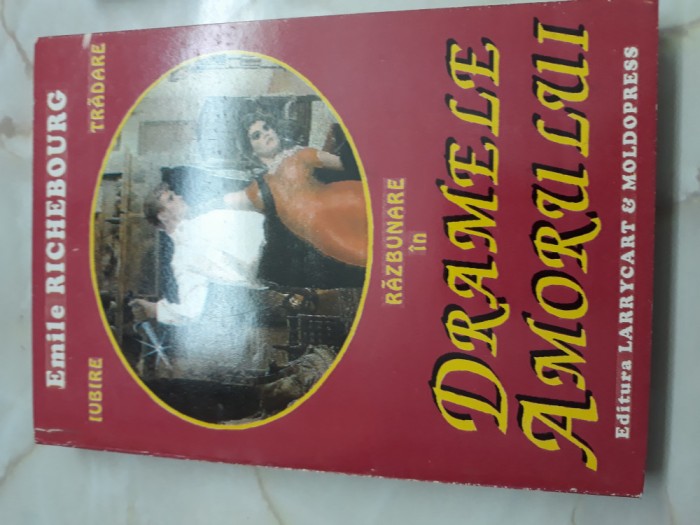 Emile RICHEBOURG
IUBIRE TRĂDARE
RĂZBUNARE
în
DRAMELE
AMORULUI
Editura LARRYCART & MOLDOPRESS